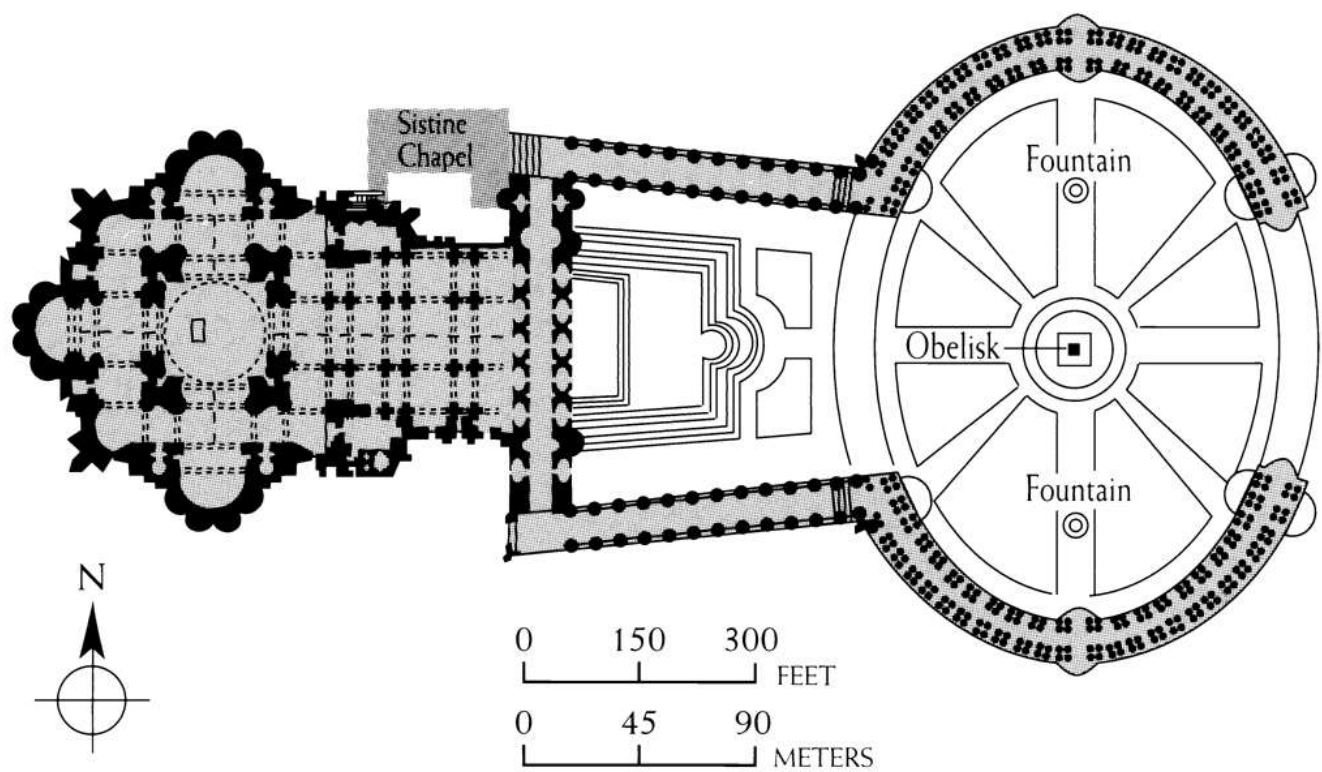 Sistine
Chapel
Fountain
Obelisk
Fountain
N
0 150 300
FEET
0 45 90
METERS